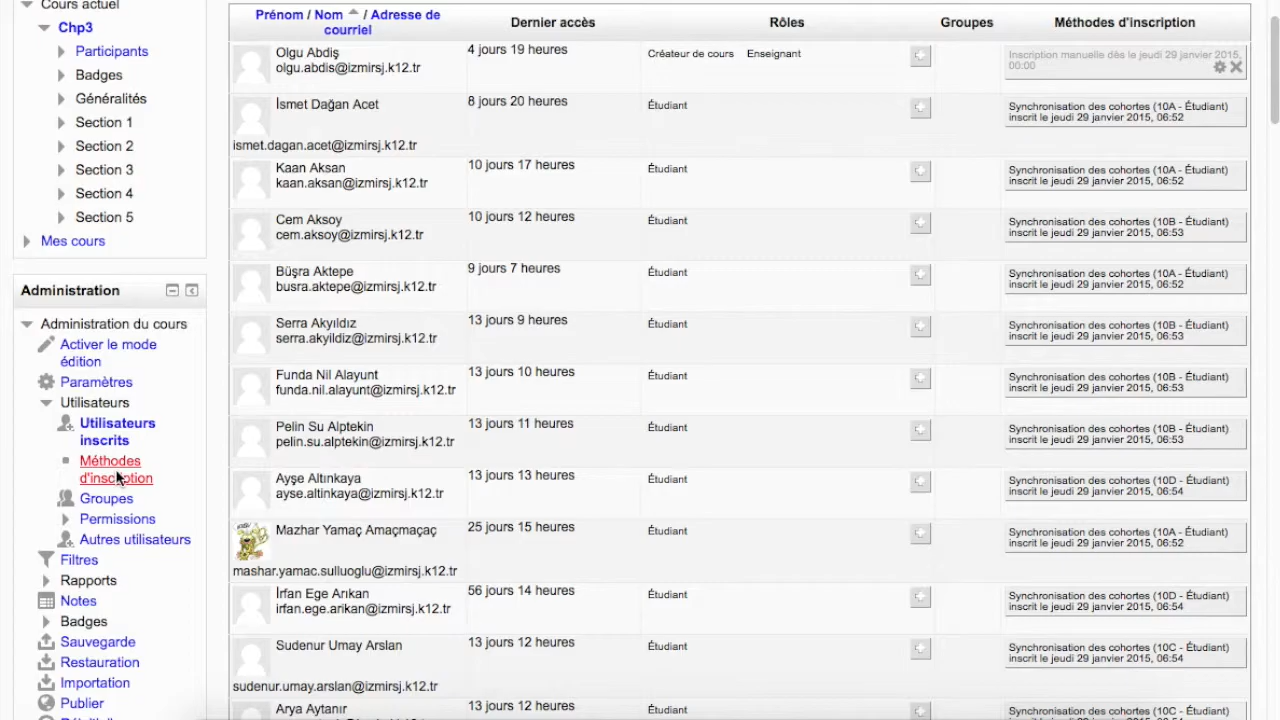 Cours actuel
Chp3
Participants
Badges
Généralités
Section 1
Section 2
Section 3
Section 4
Section 5
Mes cours
Administration
Administration du cours
Activer le mode
édition
Paramètres
Utilisateurs
Utilisateurs
inscrits
Méthodes
d'inscription
Groupes
Permissions
Autres utilisateurs
Filtres
Rapports
Notes
Badges
Sauvegarde
Restauration
Importation
Publier
Prénom / Nom / Adresse de
courriel
Dernier accès
Rôles
Groupes
Méthodes d'inscription
Olgu Abdiş
olgu.abdis@izmirsj.k12.tr
4 jours 19 heures
Créateur de cours Enseignant
Inscription manuelle dès le jeudi 29 janvier 2015,
00:00
İsmet Dağan Acet
ismet.dagan.acet@izmirsj.k12.tr
8 jours 20 heures
Étudiant
Synchronisation des cohortes (10A - Étudiant)
inscrit le jeudi 29 janvier 2015, 06:52
Kaan Aksan
kaan.aksan@izmirsj.k12.tr
10 jours 17 heures
Étudiant
Synchronisation des cohortes (10A - Étudiant)
inscrit le jeudi 29 janvier 2015, 06:52
Cem Aksoy
cem.aksoy@izmirsj.k12.tr
10 jours 12 heures
Étudiant
Synchronisation des cohortes (10B - Étudiant)
inscrit le jeudi 29 janvier 2015, 06:53
Büşra Aktepe
busra.aktepe@izmirsj.k12.tr
9 jours 7 heures
Étudiant
Synchronisation des cohortes (10A - Étudiant)
inscrit le jeudi 29 janvier 2015, 06:52
Serra Akyıldız
serra.akyildiz@izmirsj.k12.tr
13 jours 9 heures
Étudiant
Synchronisation des cohortes (10B - Étudiant)
inscrit le jeudi 29 janvier 2015, 06:53
Funda Nil Alayunt
funda.nil.alayunt@izmirsj.k12.tr
13 jours 10 heures
Étudiant
Synchronisation des cohortes (10B - Étudiant)
inscrit le jeudi 29 janvier 2015, 06:53
Pelin Su Alptekin
pelin.su.alptekin@izmirsj.k12.tr
13 jours 11 heures
Étudiant
Synchronisation des cohortes (10B - Étudiant)
inscrit le jeudi 29 janvier 2015, 06:53
Ayşe Altınkaya
ayse.altinkaya@izmirsj.k12.tr
13 jours 13 heures
Étudiant
Synchronisation des cohortes (10D - Étudiant)
inscrit le jeudi 29 janvier 2015, 06:54
Mazhar Yamaç Amaçmaçaç
mashar.yamac.sulluoglu@izmirsj.k12.tr
25 jours 15 heures
Étudiant
Synchronisation des cohortes (10A - Étudiant)
inscrit le jeudi 29 janvier 2015, 06:52
İrfan Ege Arıkan
irfan.ege.arikan@izmirsj.k12.tr
56 jours 14 heures
Étudiant
Synchronisation des cohortes (10D - Étudiant)
inscrit le jeudi 29 janvier 2015, 06:54
Sudenur Umay Arslan
sudenur.umay.arslan@izmirsj.k12.tr
13 jours 12 heures
Étudiant
Synchronisation des cohortes (10C - Étudiant)
inscrit le jeudi 29 janvier 2015, 06:54
Arya Aytanır
13 jours 12 heures
Étudiant
Synchronisation des cohortes (10C - Étudiant)